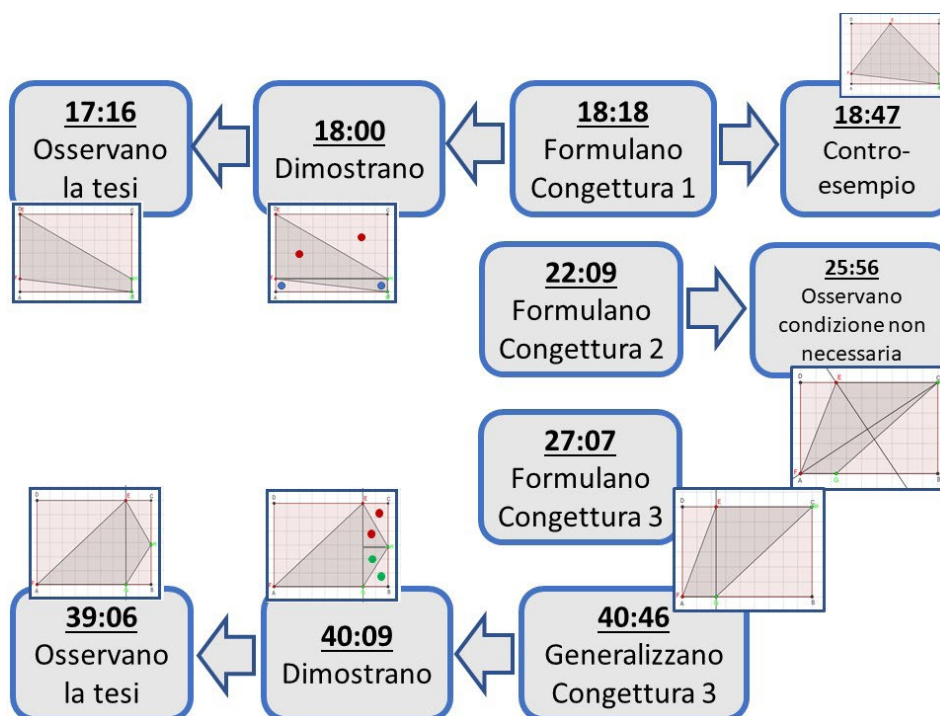 17:16
Osservano
la tesi
18:00
Dimostrano
18:18
Formulano
Congettura 1
18:47
Contro-
esempio
22:09
Formulano
Congettura 2
25:56
Osservano
condizione non
necessaria
27:07
Formulano
Congettura 3
39:06
Osservano
la tesi
40:09
Dimostrano
40:46
Generalizzano
Congettura 3